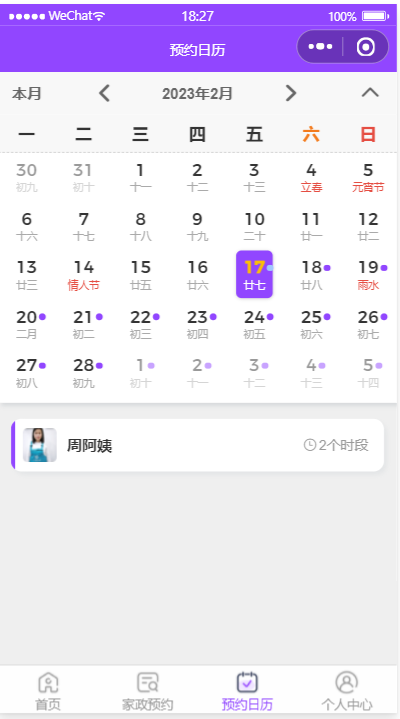 WeChat 18:27 100%
预约日历
本月 2023年2月
一 二 三 四 五 六 日
30 31 1 2 3 4 5
初九 初十 十一 十二 十三 立春 元宵节
6 7 8 9 10 11 12
十六 十七 十八 十九 二十 廿一 廿二
13 14 15 16 17 18 19
廿三 情人节 廿五 廿六 廿七 廿八 雨水
20 21 22 23 24 25 26
二月 初二 初三 初四 初五 初六 初七
27 28 1 2 3 4 5
初八 初九 初十 十一 十二 十三 十四
周阿姨 2个时段
首页 家政预约 预约日历 个人中心